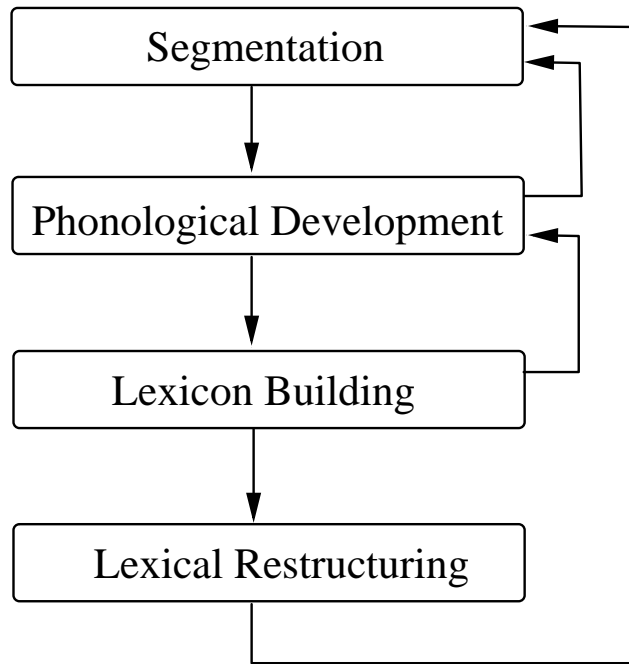 Segmentation
Phonological Development
Lexicon Building
Lexical Restructuring